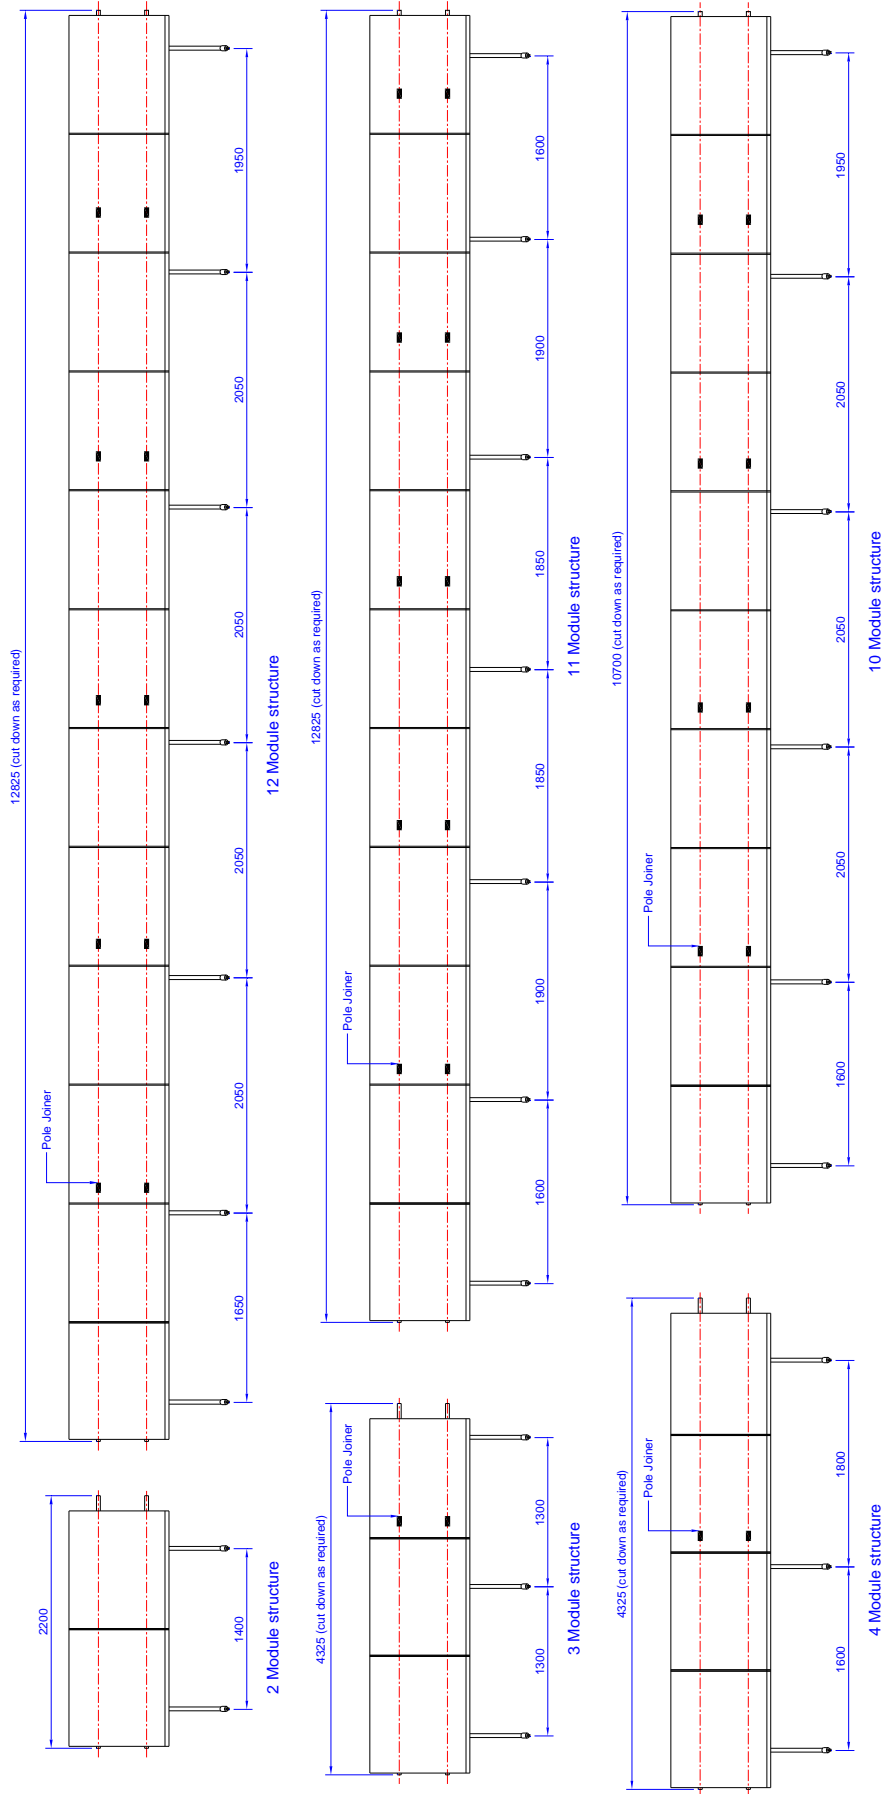 12825 (cut down as required)
Pole Joiner
1650
2050
2050
2050
2050
1950
12 Module structure
12825 (cut down as required)
Pole Joiner
1600
1900
1850
1850
1900
1600
11 Module structure
10700 (cut down as required)
Pole Joiner
1600
2050
2050
2050
1950
10 Module structure
2200
1400
2 Module structure
4325 (cut down as required)
Pole Joiner
1300
1300
3 Module structure
4325 (cut down as required)
Pole Joiner
1600
1800
4 Module structure